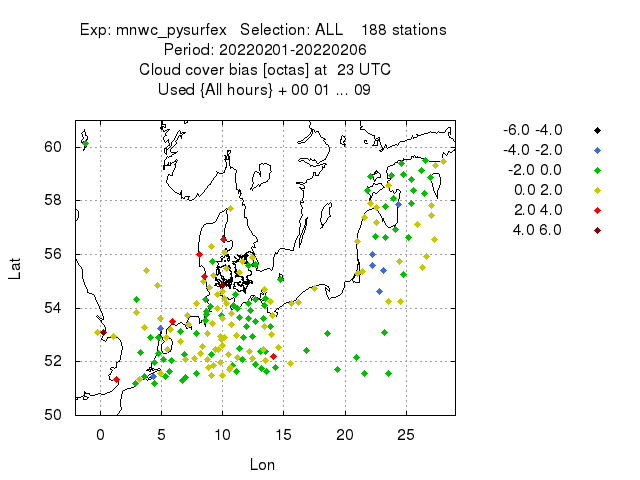 Exp: mnwc_pysurfex   Selection: ALL    188 stations
Period: 20220201-20220206
Cloud cover bias [octas] at  23 UTC
Used {All hours} + 00 01 ... 09
-6.0 -4.0
-4.0 -2.0
-2.0 0.0
0.0 2.0
2.0 4.0
4.0 6.0
60
58
56
54
52
50
Lat
0 5 10 15 20 25
Lon